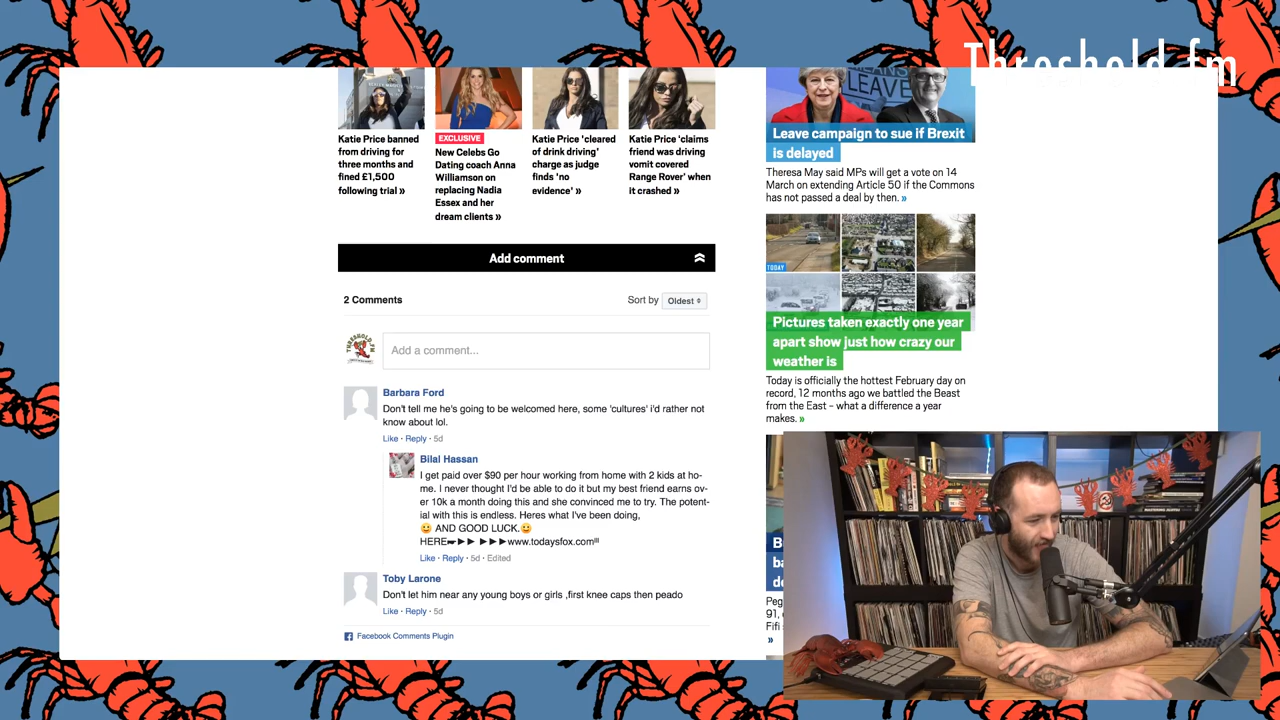 Threshold.fm
Katie Price banned
from driving for
three months and
fined £1,500
following trial »
EXCLUSIVE
New Celebs Go
Dating coach Anna
Williamson on
replacing Nadia
Essex and her
dream clients »
Katie Price 'cleared
of drink driving'
charge as judge
finds 'no
evidence' »
Katie Price 'claims
friend was driving
vomit covered
Range Rover' when
it crashed »
Add comment
2 Comments
Sort by Oldest
THRESHOLD.FM
Add a comment...
Barbara Ford
Don't tell me he's going to be welcomed here, some 'cultures' i'd rather not
know about lol.
Like · Reply · 5d
Bilal Hassan
I get paid over $90 per hour working from home with 2 kids at ho-
me. I never thought I'd be able to do it but my best friend earns ov-
er 10k a month doing this and she convinced me to try. The potent-
ial with this is endless. Heres what I've been doing,
😀 AND GOOD LUCK.😀
HERE☛▶▶ ▶▶▶www.todaysfox.com
Like · Reply · 5d · Edited
Toby Larone
Don't let him near any young boys or girls ,first knee caps then peado
Like · Reply · 5d
Facebook Comments Plugin
LEAVE
Leave campaign to sue if Brexit
is delayed
Theresa May said MPs will get a vote on 14
March on extending Article 50 if the Commons
has not passed a deal by then. »
TODAY
Pictures taken exactly one year
apart show just how crazy our
weather is
Today is officially the hottest February day on
record, 12 months ago we battled the Beast
from the East – what a difference a year
makes. »
B
ba
de
Peg
91,
Fifi
»